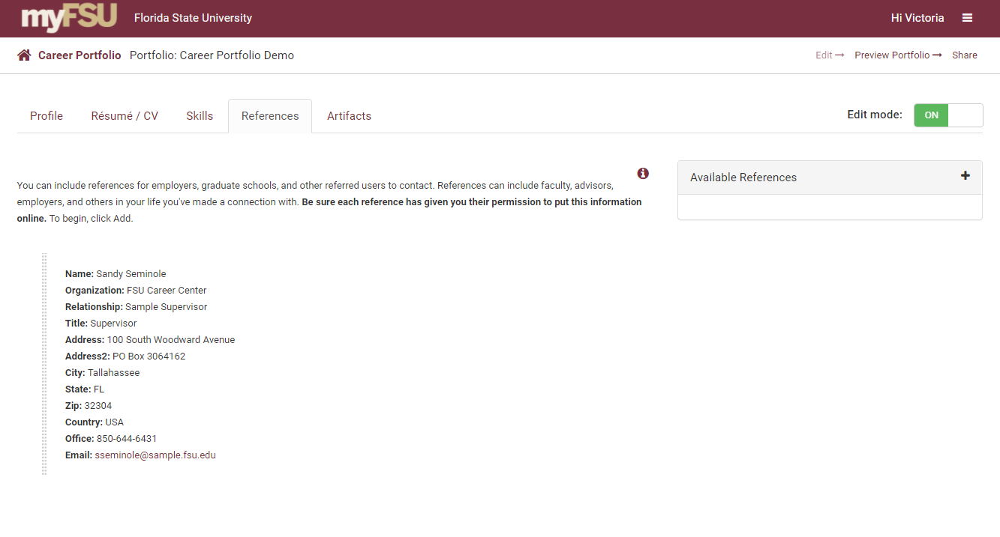 myFSU Florida State University Hi Victoria
Career Portfolio Portfolio: Career Portfolio Demo Edit Preview Portfolio Share
Profile Résumé / CV Skills References Artifacts Edit mode: ON
You can include references for employers, graduate schools, and other referred users to contact. References can include faculty, advisors,
employers, and others in your life you've made a connection with. Be sure each reference has given you their permission to put this information
online. To begin, click Add.
Available References
Name: Sandy Seminole
Organization: FSU Career Center
Relationship: Sample Supervisor
Title: Supervisor
Address: 100 South Woodward Avenue
Address2: PO Box 3064162
City: Tallahassee
State: FL
Zip: 32304
Country: USA
Office: 850-644-6431
Email: sseminole@sample.fsu.edu